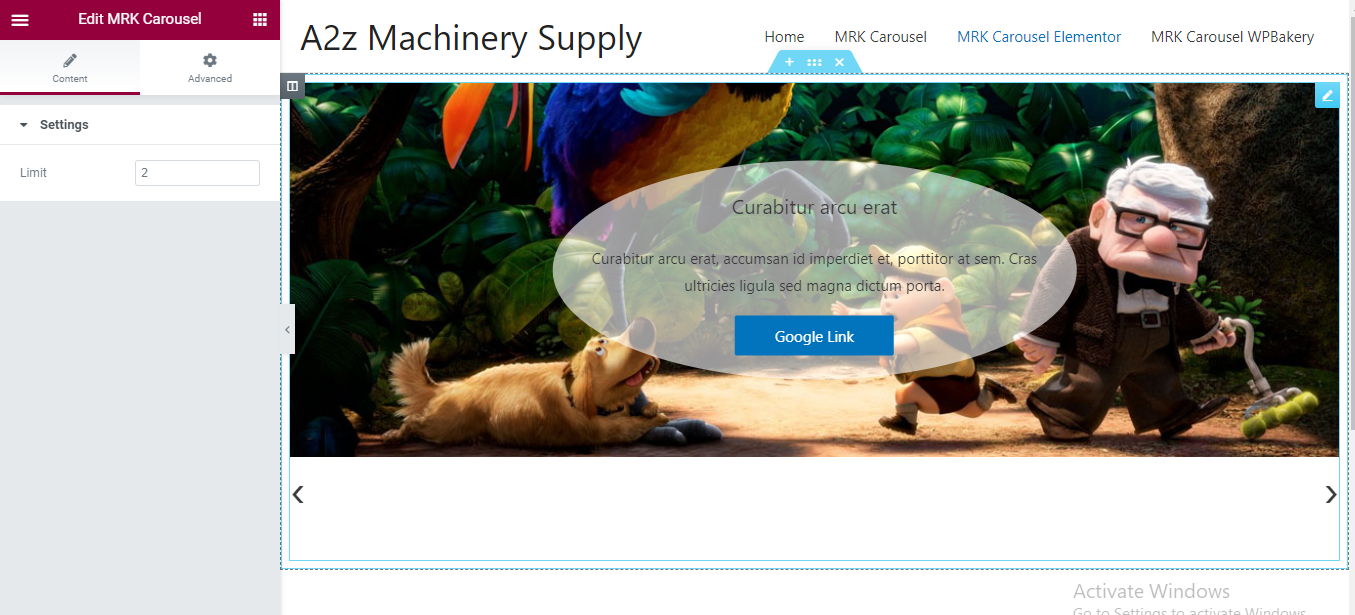 Edit MRK Carousel
Content
Advanced
Settings
Limit
2
A2z Machinery Supply
Home
MRK Carousel
MRK Carousel Elementor
MRK Carousel WPBakery
Curabitur arcu erat
Curabitur arcu erat, accumsan id imperdiet et, porttitor at sem. Cras
ultricies ligula sed magna dictum porta.
Google Link
Activate Windows
Go to Settings to activate Windows.